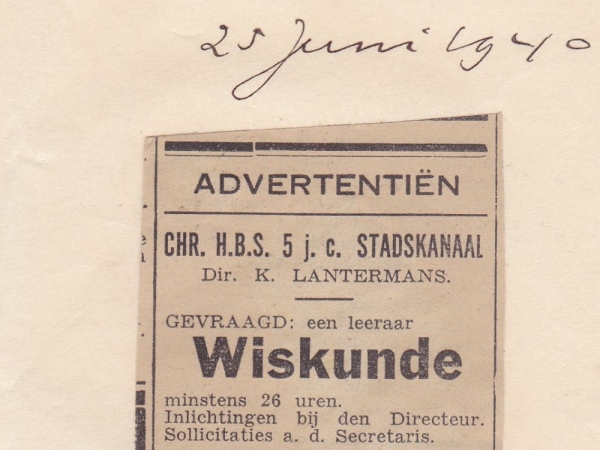 25 Juni 1940
ADVERTENTIËN
CHR. H.B.S. 5 j. c. STADSKANAAL
Dir. K. LANTERMANS.
GEVRAAGD: een leeraar
Wiskunde
minstens 26 uren.
Inlichtingen bij den Directeur.
Sollicitaties a. d. Secretaris.